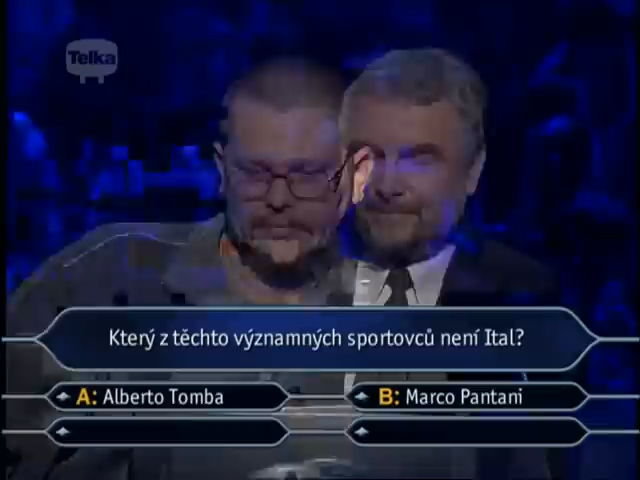 Telka
Který z těchto významných sportovců není Ital?
A: Alberto Tomba
B: Marco Pantani